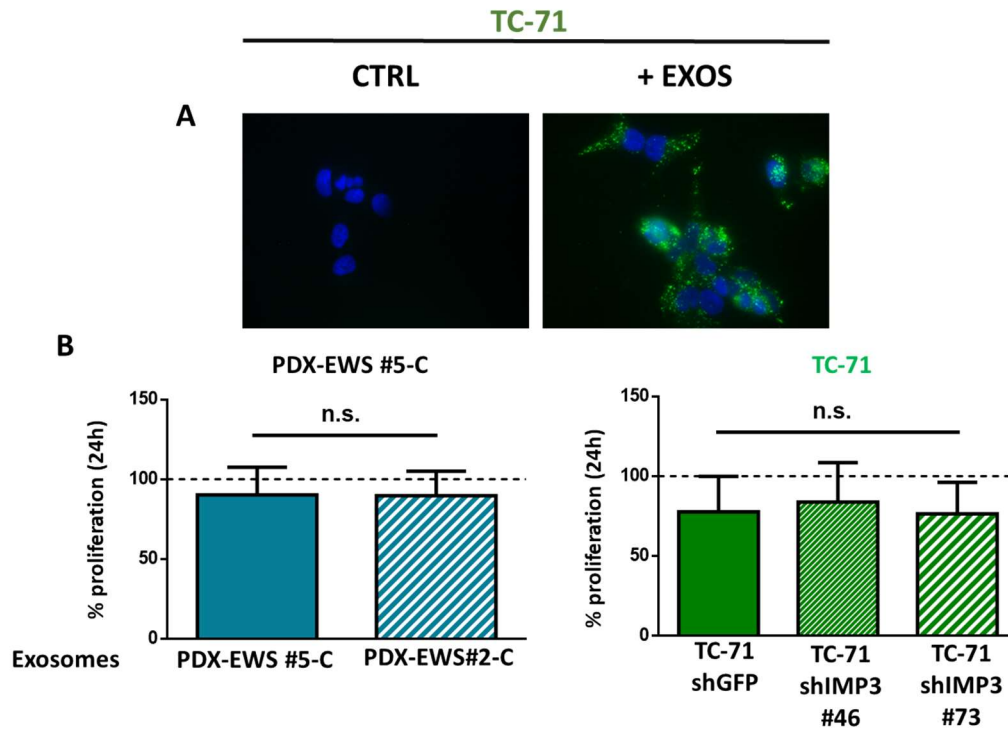 TC-71
CTRL
+ EXOS
A
B
PDX-EWS #5-C
150
n.s.
100
50
0
% proliferation (24h)
Exosomes
PDX-EWS #5-C
PDX-EWS#2-C
TC-71
150
n.s.
100
50
0
% proliferation (24h)
TC-71
shGFP
TC-71
shIMP3
#46
TC-71
shIMP3
#73